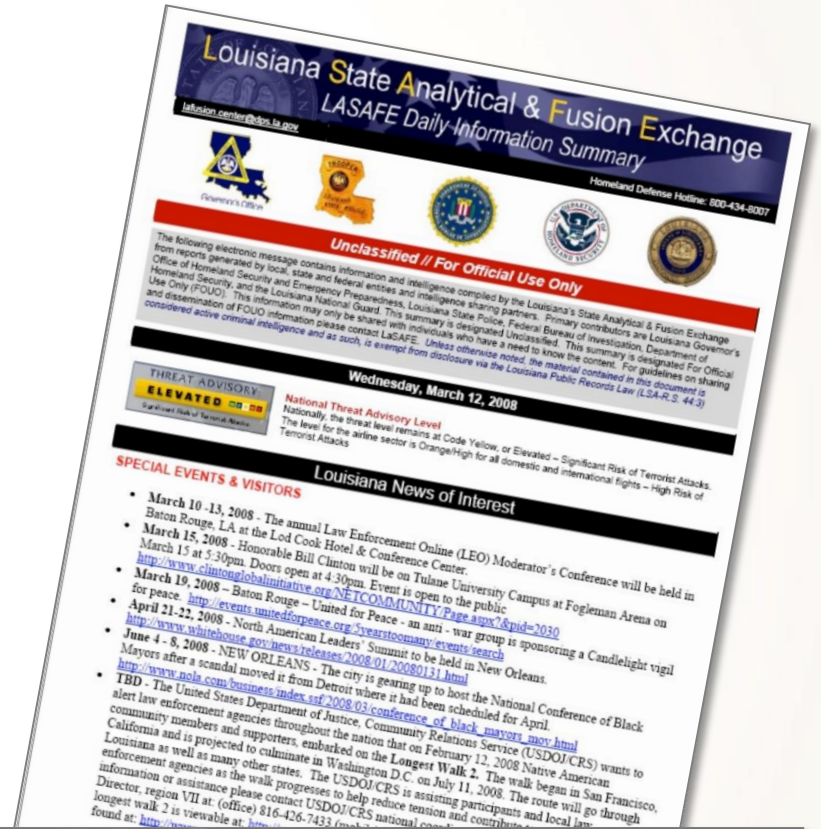 Louisiana State Analytical & Fusion Exchange
LASAFE Daily Information Summary
lafusion.center@dps.la.gov
Homeland Defense Hotline: 800-434-8007
Governor's Office
TROOPER
DEPARTMENT OF
U.S. DEPARTMENT OF
HOMELAND SECURITY
Unclassified // For Official Use Only
The following electronic message contains information and intelligence compiled by the Louisiana's State Analytical & Fusion Exchange
from reports generated by local, state and federal entities and intelligence sharing partners. Primary contributors are Louisiana Governor's
Office of Homeland Security and Emergency Preparedness, Louisiana State Police, Federal Bureau of Investigation, Department of
Homeland Security, and the Louisiana National Guard. This summary is designated Unclassified. This summary is designated For Official
Use Only (FOUO). This information may only be shared with individuals who have a need to know the content. For guidelines on sharing
and dissemination of FOUO information please contact LaSAFE. Unless otherwise noted, the material contained in this document is
considered active criminal intelligence and as such, is exempt from disclosure via the Louisiana Public Records Law (LSA-R.S. 44:3)
Wednesday, March 12, 2008
THREAT ADVISORY
ELEVATED
Significant Risk of Terrorist Attacks
National Threat Advisory Level
Nationally, the threat level remains at Code Yellow, or Elevated – Significant Risk of Terrorist Attacks.
The level for the airline sector is Orange/High for all domestic and international flights – High Risk of
Terrorist Attacks
Louisiana News of Interest
SPECIAL EVENTS & VISITORS
• March 10 -13, 2008 - The annual Law Enforcement Online (LEO) Moderator's Conference will be held in
Baton Rouge, LA at the Lod Cook Hotel & Conference Center.
• March 15, 2008 - Honorable Bill Clinton will be on Tulane University Campus at Fogleman Arena on
March 15 at 5:30pm. Doors open at 4:30pm. Event is open to the public
http://www.clintonglobalinitiative.org/NETCOMMUNITY/Page.aspx?&pid=2030
• March 19, 2008 – Baton Rouge – United for Peace - an anti - war group is sponsoring a Candlelight vigil
for peace. http://events.unitedforpeace.org/5yearstoomany/events/search
• April 21-22, 2008 - North American Leaders' Summit to be held in New Orleans.
http://www.whitehouse.gov/news/releases/2008/01/20080131.html
• June 4 - 8, 2008 - NEW ORLEANS - The city is gearing up to host the National Conference of Black
Mayors after a scandal moved it from Detroit where it had been scheduled for April.
http://www.nola.com/business/index.ssf/2008/03/conference_of_black_mayors_mov.html
• TBD - The United States Department of Justice, Community Relations Service (USDOJ/CRS) wants to
alert law enforcement agencies throughout the nation that on February 12, 2008 Native American
community members and supporters, embarked on the Longest Walk 2. The walk began in San Francisco,
California and is projected to culminate in Washington D.C. on July 11, 2008. The route will go through
Louisiana as well as many other states. The USDOJ/CRS is assisting participants and local law
enforcement agencies as the walk progresses to help reduce tension and contribute
information or assistance please contact USDOJ/CRS national
Director, region VII at: (office) 816-426-7433
longest walk 2 is viewable at:
found at: